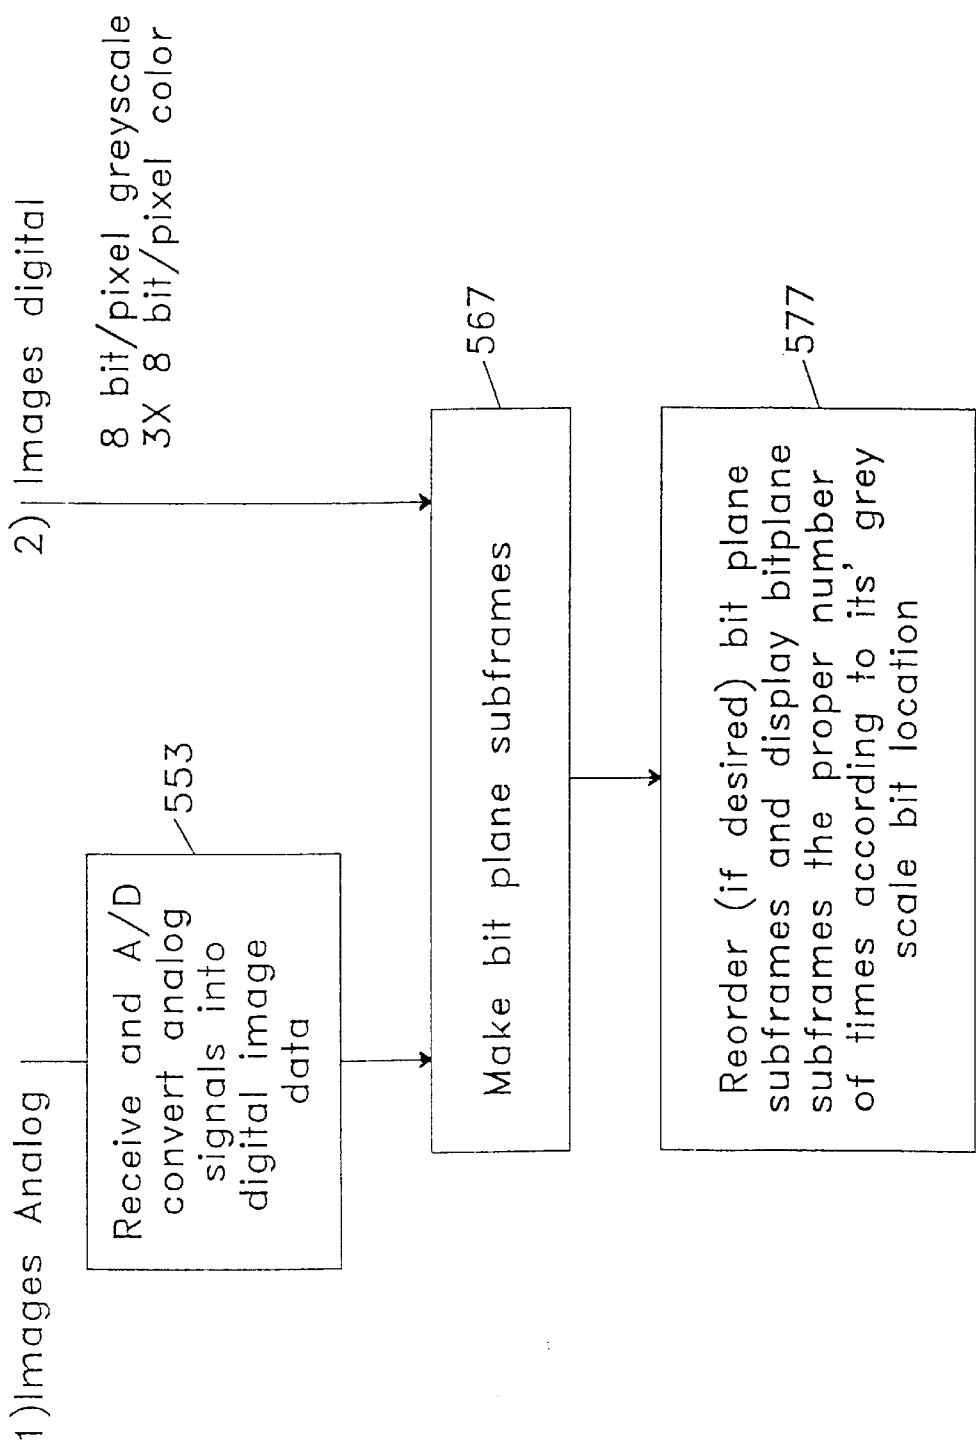 1)Images Analog
2) Images digital
8 bit/pixel greyscale
3X 8 bit/pixel color
Receive and A/D
convert analog
signals into
digital image
data
553
Make bit plane subframes
567
Reorder (if desired) bit plane
subframes and display bitplane
subframes the proper number
of times according to its' grey
scale bit location
577